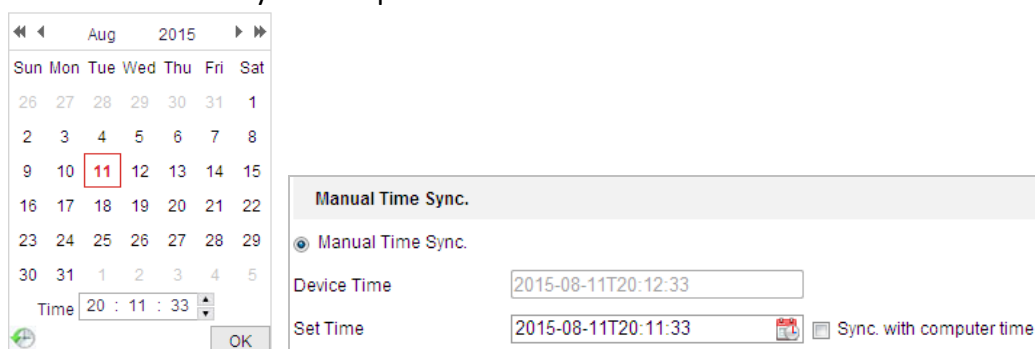 Aug 2015
Sun Mon Tue Wed Thu Fri Sat
26 27 28 29 30 31 1
2 3 4 5 6 7 8
9 10 11 12 13 14 15
16 17 18 19 20 21 22
23 24 25 26 27 28 29
30 31 1 2 3 4 5
Time 20 : 11 : 33
OK
Manual Time Sync.
Manual Time Sync.
Device Time 2015-08-11T20:12:33
Set Time 2015-08-11T20:11:33 Sync. with computer time